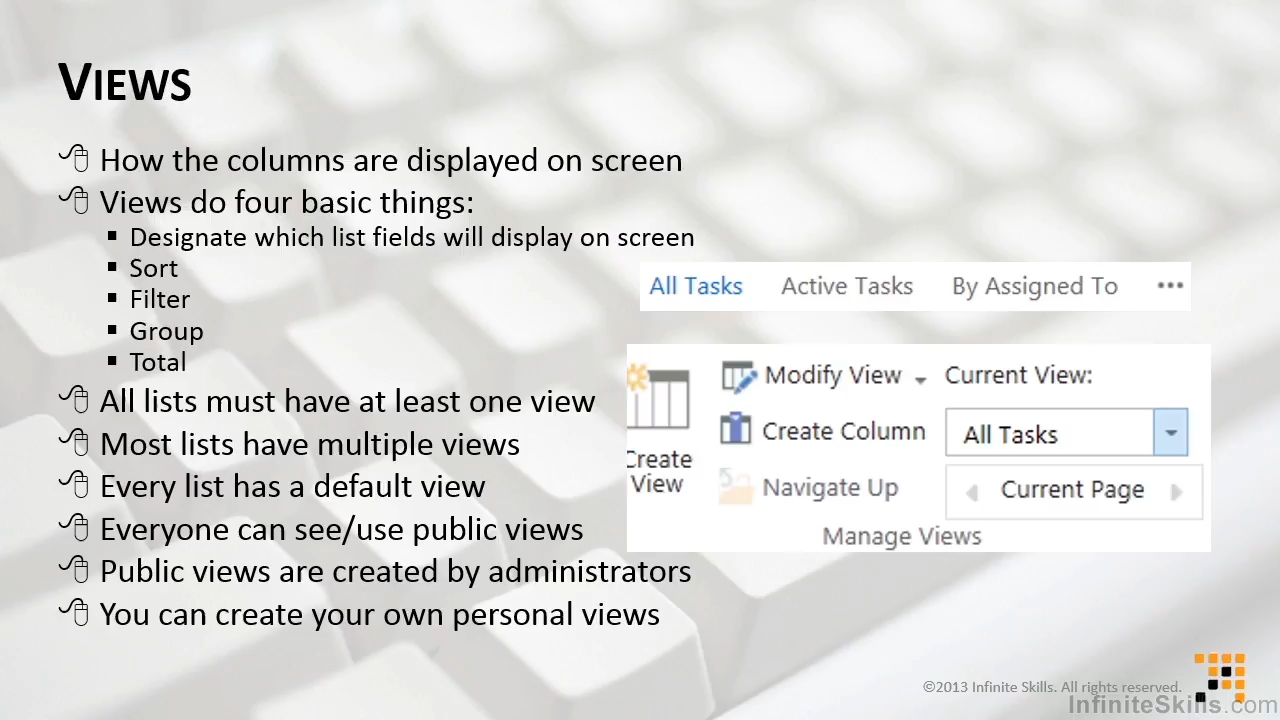 VIEWS
How the columns are displayed on screen
Views do four basic things:
Designate which list fields will display on screen
Sort
Filter
Group
Total
All lists must have at least one view
Most lists have multiple views
Every list has a default view
Everyone can see/use public views
Public views are created by administrators
You can create your own personal views
All Tasks Active Tasks By Assigned To •••
Create
View
Modify View
Create Column
Navigate Up
Current View:
All Tasks
Current Page
Manage Views
©2013 Infinite Skills. All rights reserved.
InfiniteSkills.com